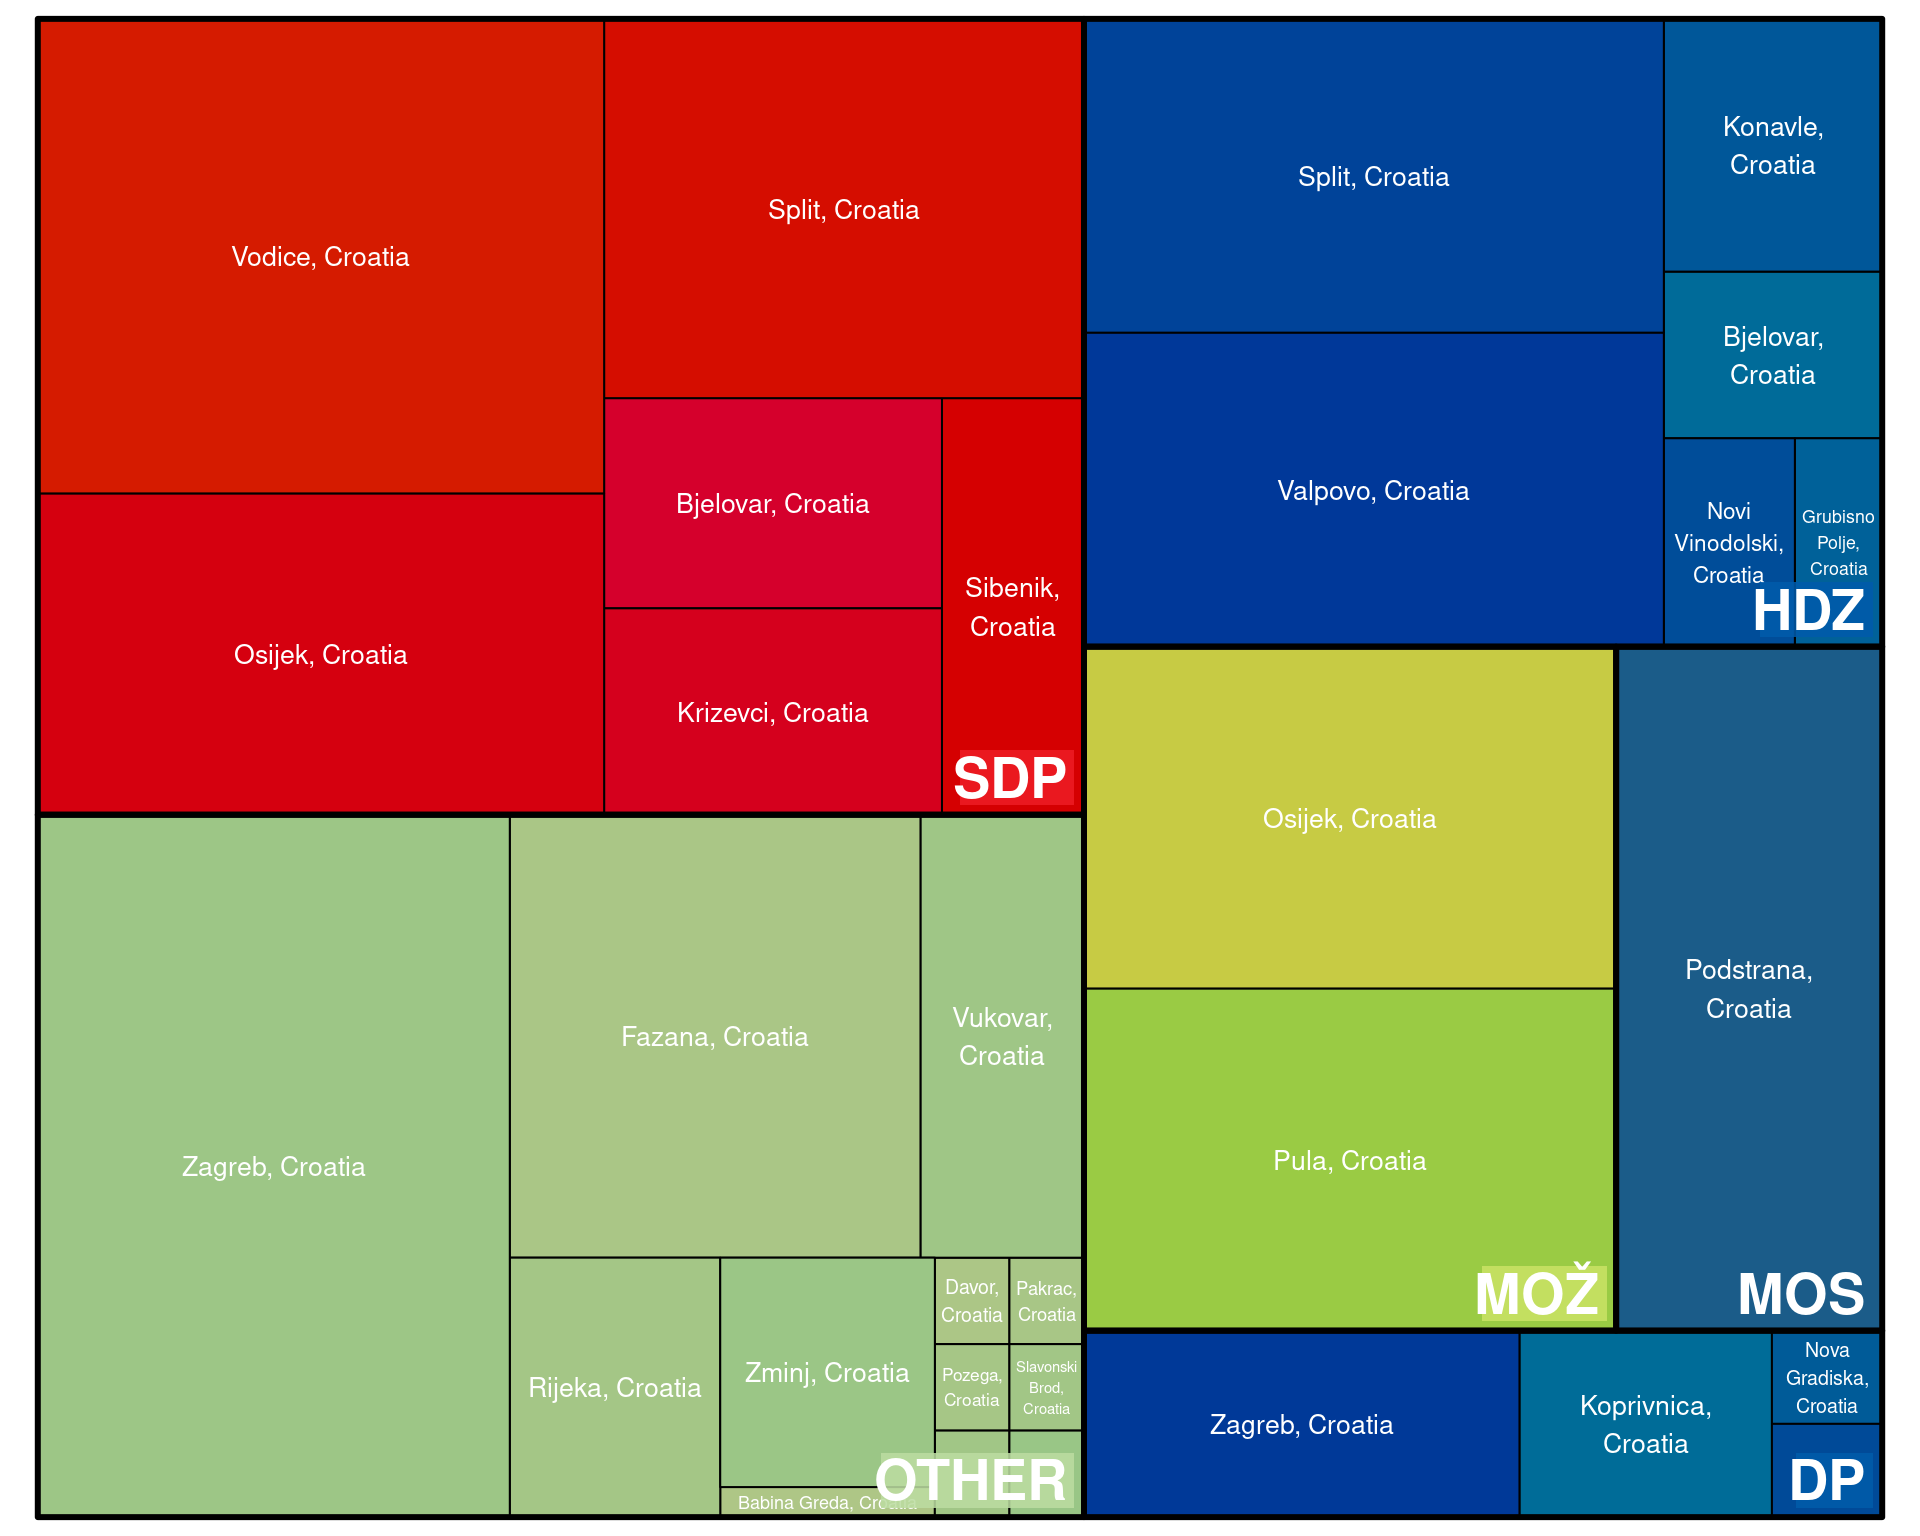 Vodice, Croatia
Split, Croatia
Osijek, Croatia
Bjelovar, Croatia
Krizevci, Croatia
Sibenik,
Croatia
SDP
Split, Croatia
Valpovo, Croatia
Konavle,
Croatia
Bjelovar,
Croatia
Novi
Vinodolski,
Croatia
Grubisno
Polje,
Croatia
HDZ
Zagreb, Croatia
Fazana, Croatia
Vukovar,
Croatia
Rijeka, Croatia
Zminj, Croatia
Babina Greda, Croatia
Davor,
Croatia
Pakrac,
Croatia
Pozega,
Croatia
Slavonski
Brod,
Croatia
OTHER
Osijek, Croatia
Pula, Croatia
MOŽ
Podstrana,
Croatia
MOS
Zagreb, Croatia
Koprivnica,
Croatia
Nova
Gradiska,
Croatia
DP